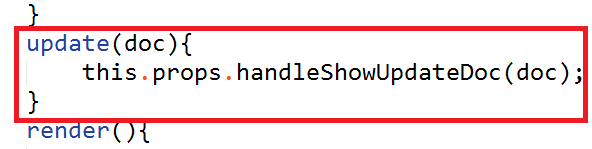 }
update(doc){
this.props.handleShowUpdateDoc(doc);
}
render(){